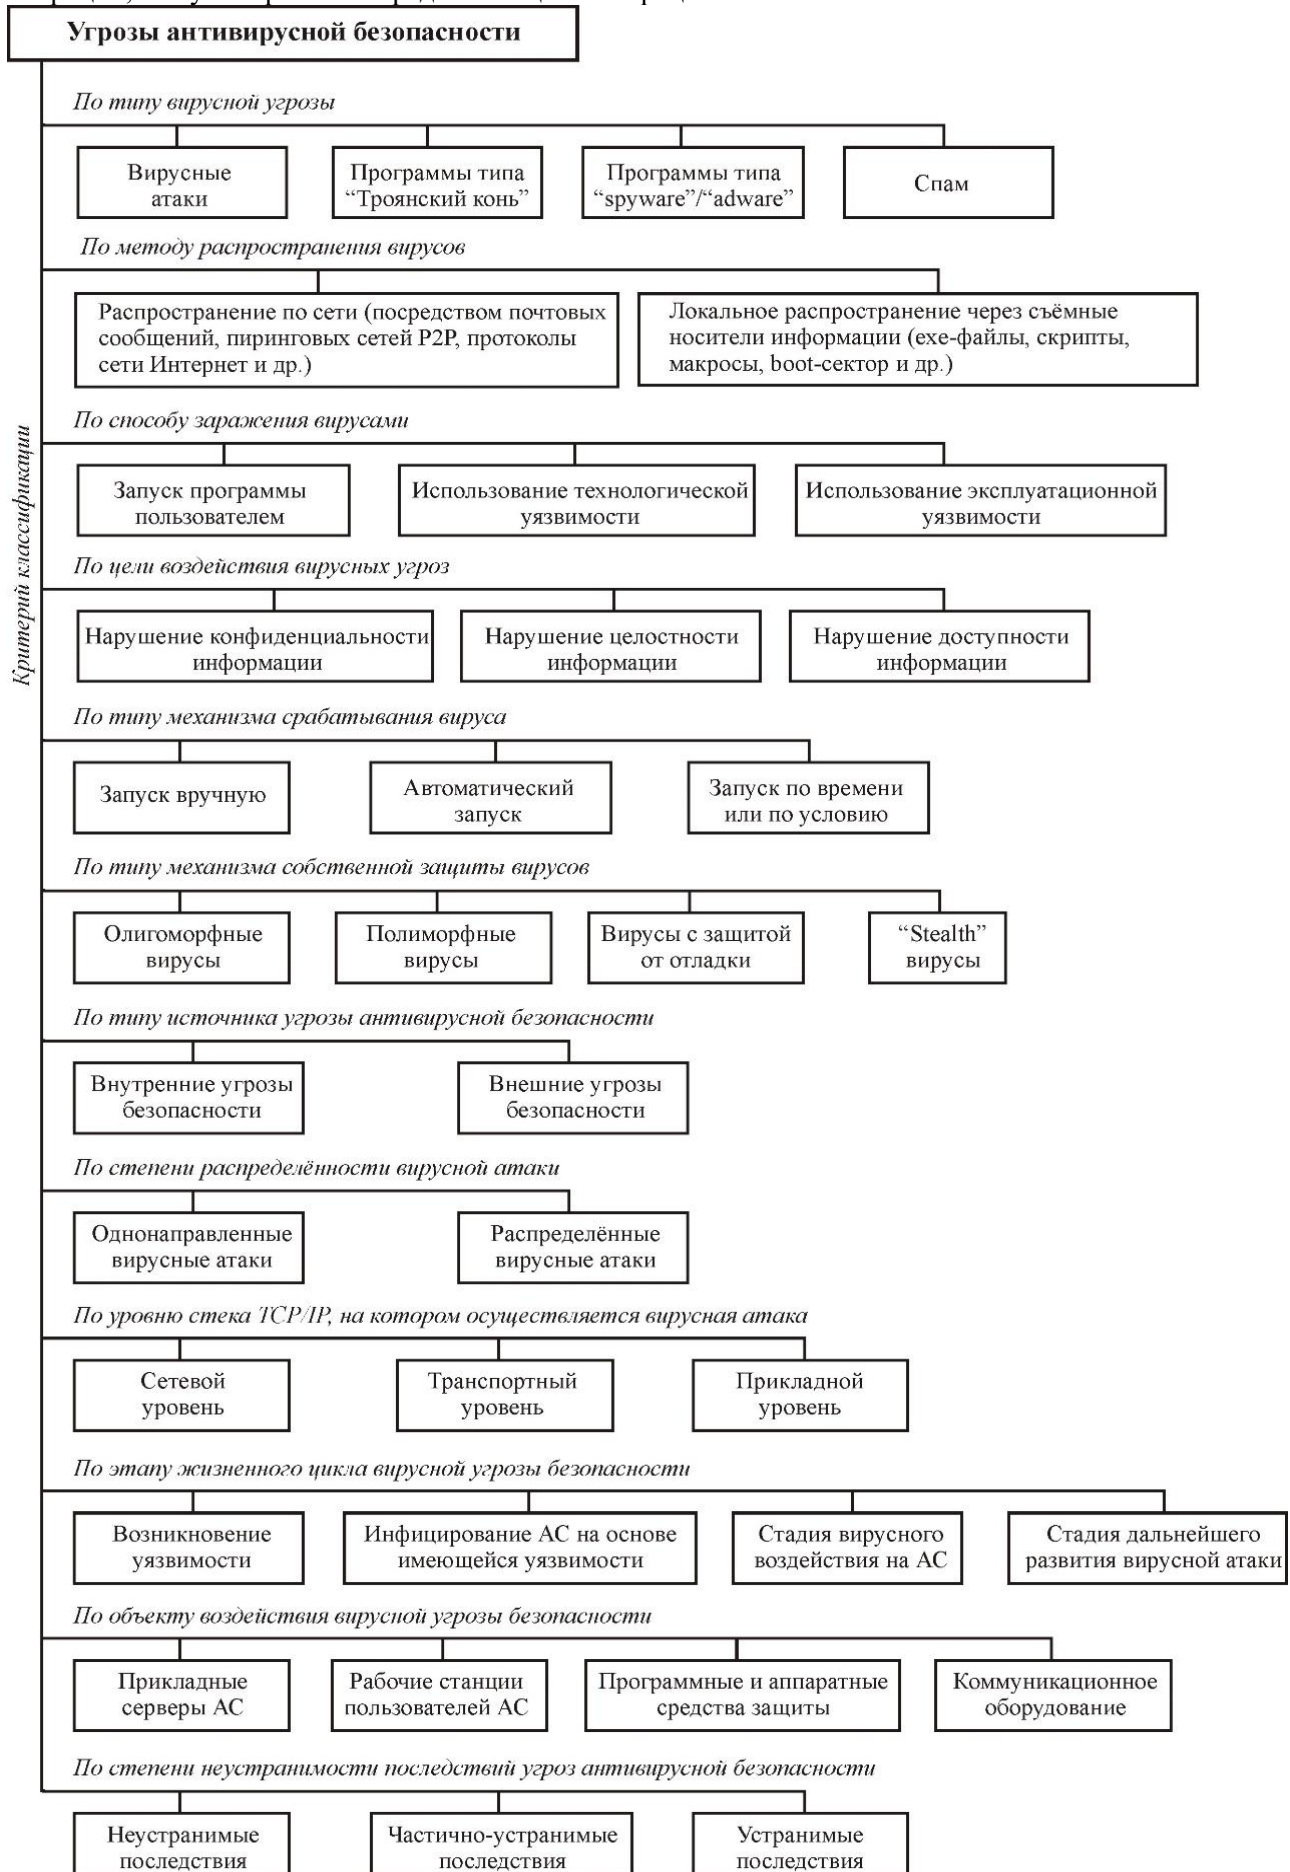 Угрозы антивирусной безопасности
Критерий классификации
По типу вирусной угрозы
Вирусные
атаки
Программы типа
“Троянский конь”
Программы типа
“spyware”/“adware”
Спам
По методу распространения вирусов
Распространение по сети (посредством почтовых
сообщений, пиринговых сетей P2P, протоколы
сети Интернет и др.)
Локальное распространение через съёмные
носители информации (exe-файлы, скрипты,
макросы, boot-сектор и др.)
По способу заражения вирусами
Запуск программы
пользователем
Использование технологической
уязвимости
Использование эксплуатационной
уязвимости
По цели воздействия вирусных угроз
Нарушение конфиденциальности
информации
Нарушение целостности
информации
Нарушение доступности
информации
По типу механизма срабатывания вируса
Запуск вручную
Автоматический
запуск
Запуск по времени
или по условию
По типу механизма собственной защиты вирусов
Олигоморфные
вирусы
Полиморфные
вирусы
Вирусы с защитой
от отладки
“Stealth”
вирусы
По типу источника угрозы антивирусной безопасности
Внутренние угрозы
безопасности
Внешние угрозы
безопасности
По степени распределённости вирусной атаки
Однонаправленные
вирусные атаки
Распределённые
вирусные атаки
По уровню стека TCP/IP, на котором осуществляется вирусная атака
Сетевой
уровень
Транспортный
уровень
Прикладной
уровень
По этапу жизненного цикла вирусной угрозы безопасности
Возникновение
уязвимости
Инфицирование АС на основе
имеющейся уязвимости
Стадия вирусного
воздействия на АС
Стадия дальнейшего
развития вирусной атаки
По объекту воздействия вирусной угрозы безопасности
Прикладные
серверы АС
Рабочие станции
пользователей АС
Программные и аппаратные
средства защиты
Коммуникационное
оборудование
По степени неустранимости последствий угроз антивирусной безопасности
Неустранимые
последствия
Частично-устранимые
последствия
Устранимые
последствия